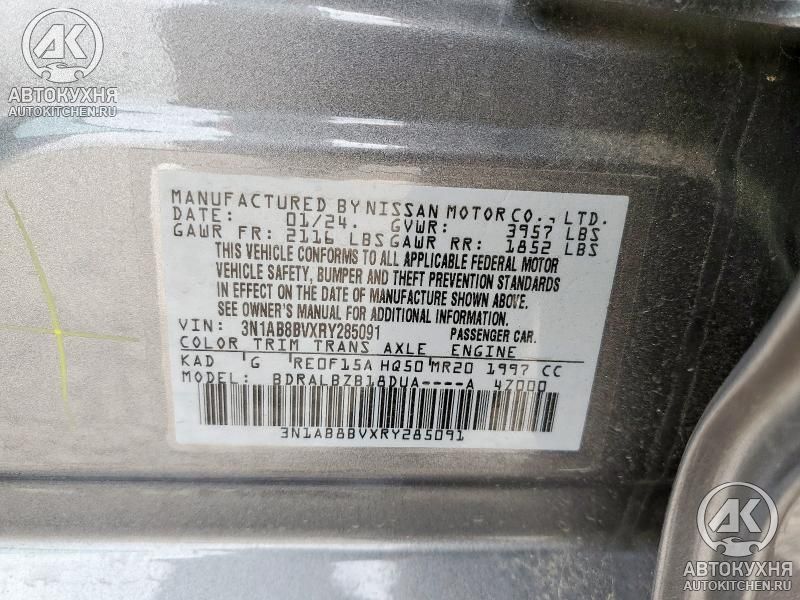 AK
АВТОКУХНЯ
AUTOKITCHEN.RU
MANUFACTURED BY NISSAN MOTOR CO., LTD.
DATE: 01/24. GVWR: 3957 LBS
GAWR FR: 2116 LBS GAWR RR: 1852 LBS
THIS VEHICLE CONFORMS TO ALL APPLICABLE FEDERAL MOTOR
VEHICLE SAFETY, BUMPER AND THEFT PREVENTION STANDARDS
IN EFFECT ON THE DATE OF MANUFACTURE SHOWN ABOVE.
SEE OWNER'S MANUAL FOR ADDITIONAL INFORMATION
VIN: 3N1AB8BVXRY285091 PASSENGER CAR.
COLOR TRIM TRANS AXLE ENGINE
KAD G RE0F15A HQ50 MR20 1997 CC
MODEL: BDRALBZB18DUA----A 47000
3N1AB8BVXRY285091
AK
АВТОКУХНЯ
AUTOKITCHEN.RU